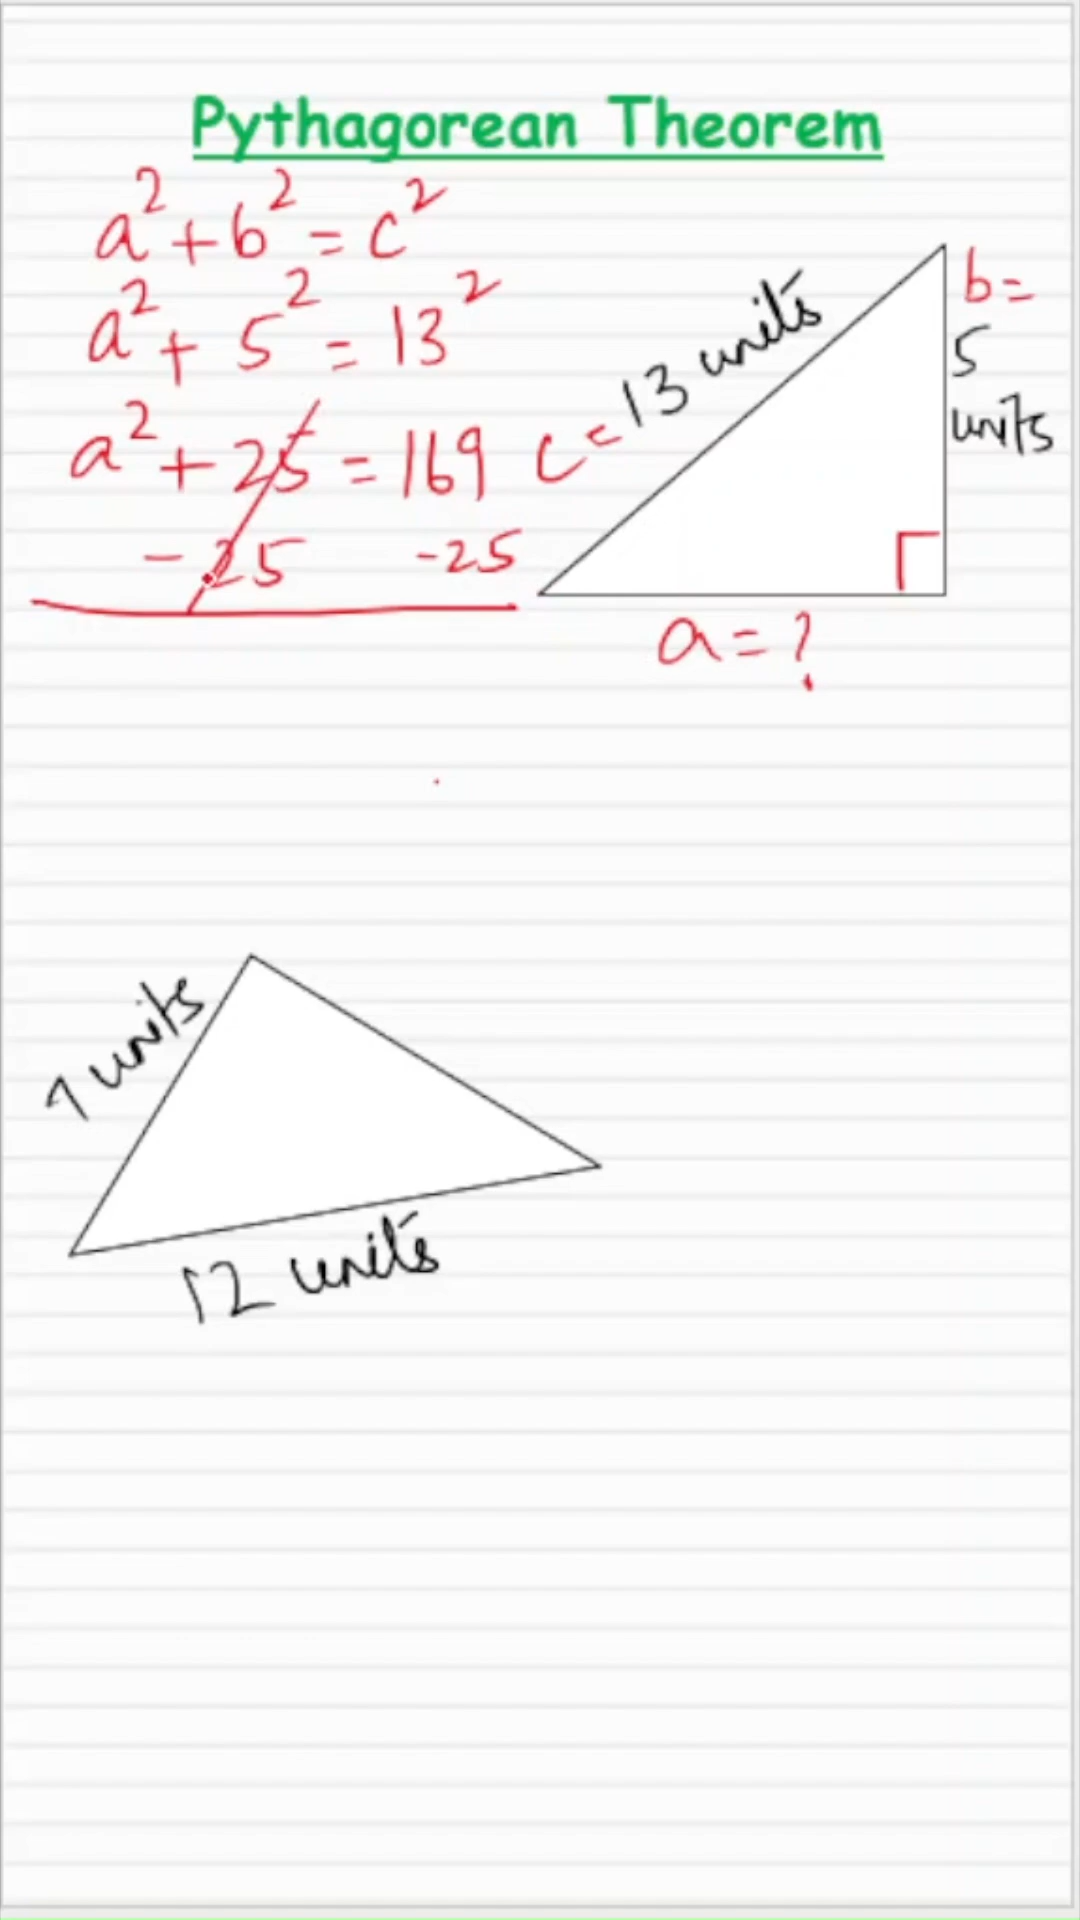 Pythagorean Theorem
a² + b² = c²
a² + 5² = 13²
a² + 25 = 169
- 25 -25
c = 13 units
b =
5
units
a = ?
7 units
12 units